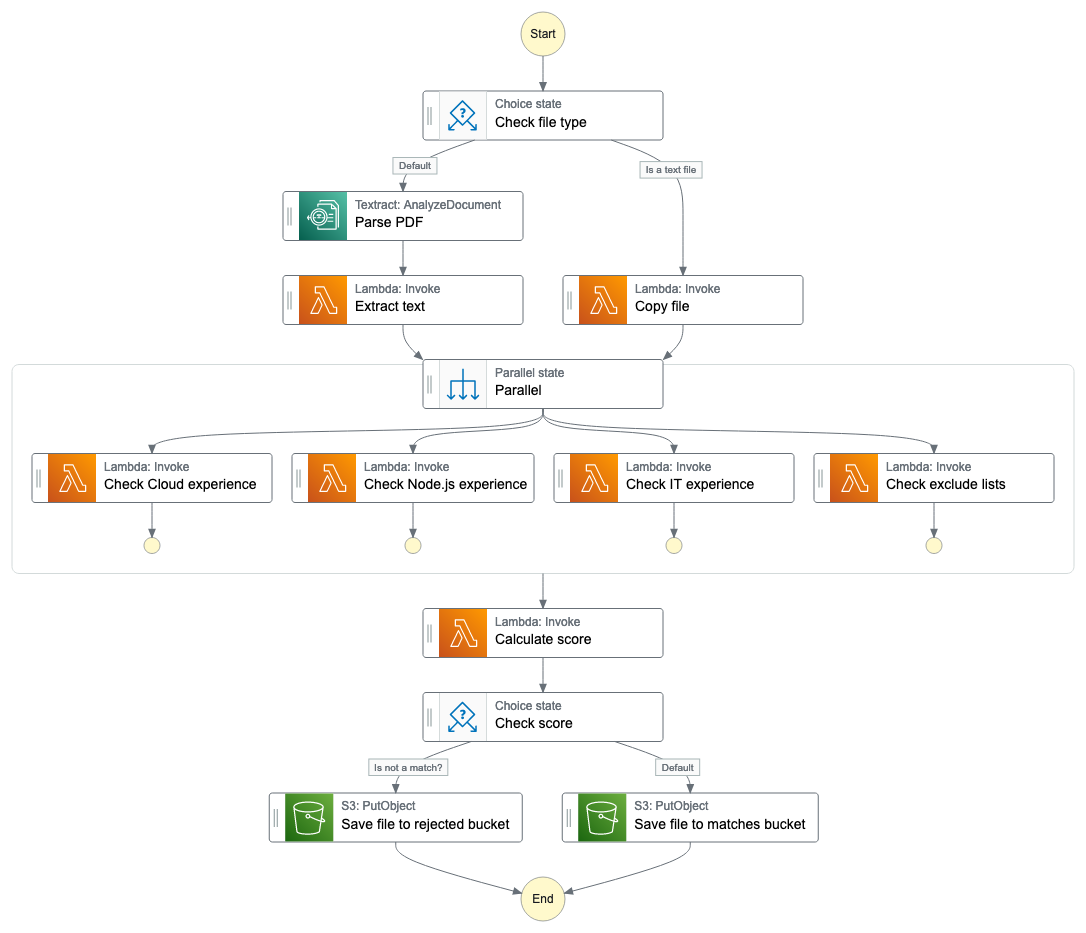 Start
Choice state
Check file type
Default
Is a text file
Textract: AnalyzeDocument
Parse PDF
Lambda: Invoke
Extract text
Lambda: Invoke
Copy file
Parallel state
Parallel
Lambda: Invoke
Check Cloud experience
Lambda: Invoke
Check Node.js experience
Lambda: Invoke
Check IT experience
Lambda: Invoke
Check exclude lists
Lambda: Invoke
Calculate score
Choice state
Check score
Is not a match?
Default
S3: PutObject
Save file to rejected bucket
S3: PutObject
Save file to matches bucket
End